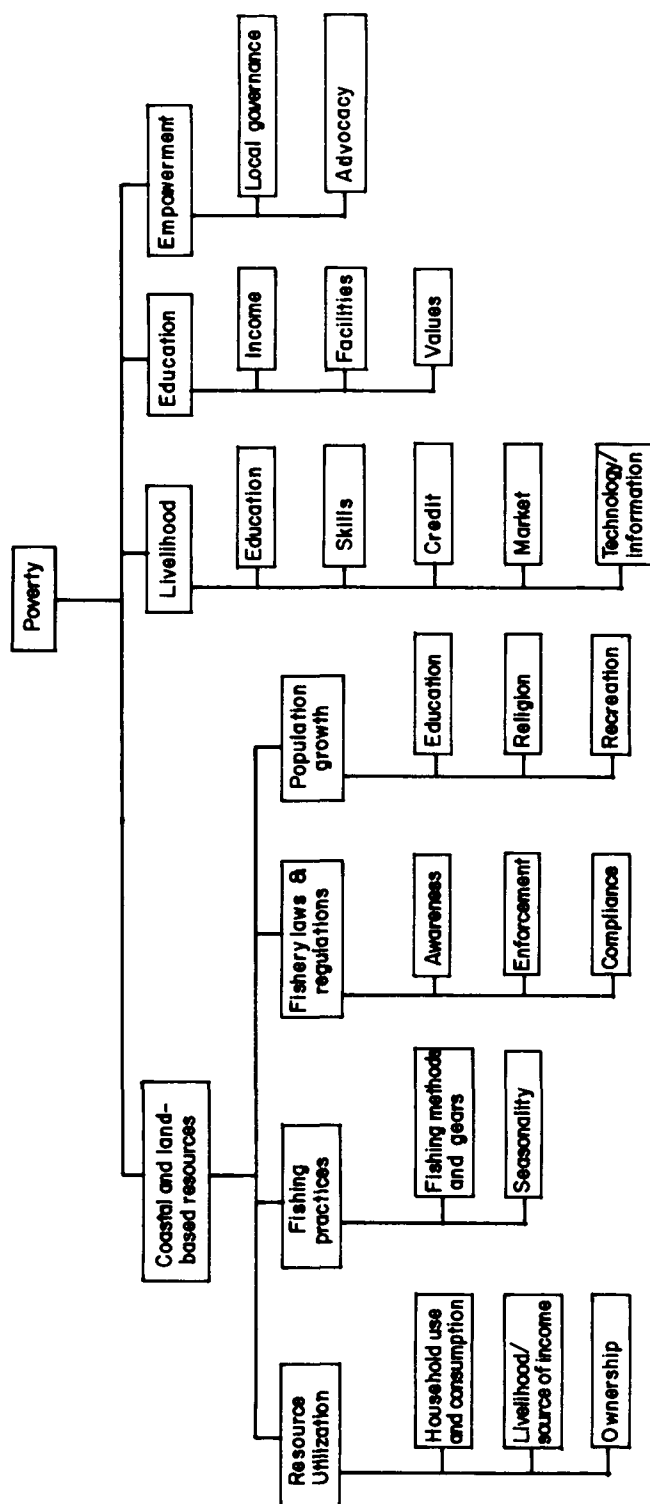 Poverty
Coastal and land-
based resources
Livelihood
Education
Empowerment
Resource
Utilization
Fishing
practices
Fishery laws &
regulations
Population
growth
Household use
and consumption
Livelihood/
source of income
Ownership
Fishing methods
and gears
Seasonality
Awareness
Enforcement
Compliance
Education
Religion
Recreation
Education
Skills
Credit
Market
Technology/
information
Income
Facilities
Values
Local governance
Advocacy